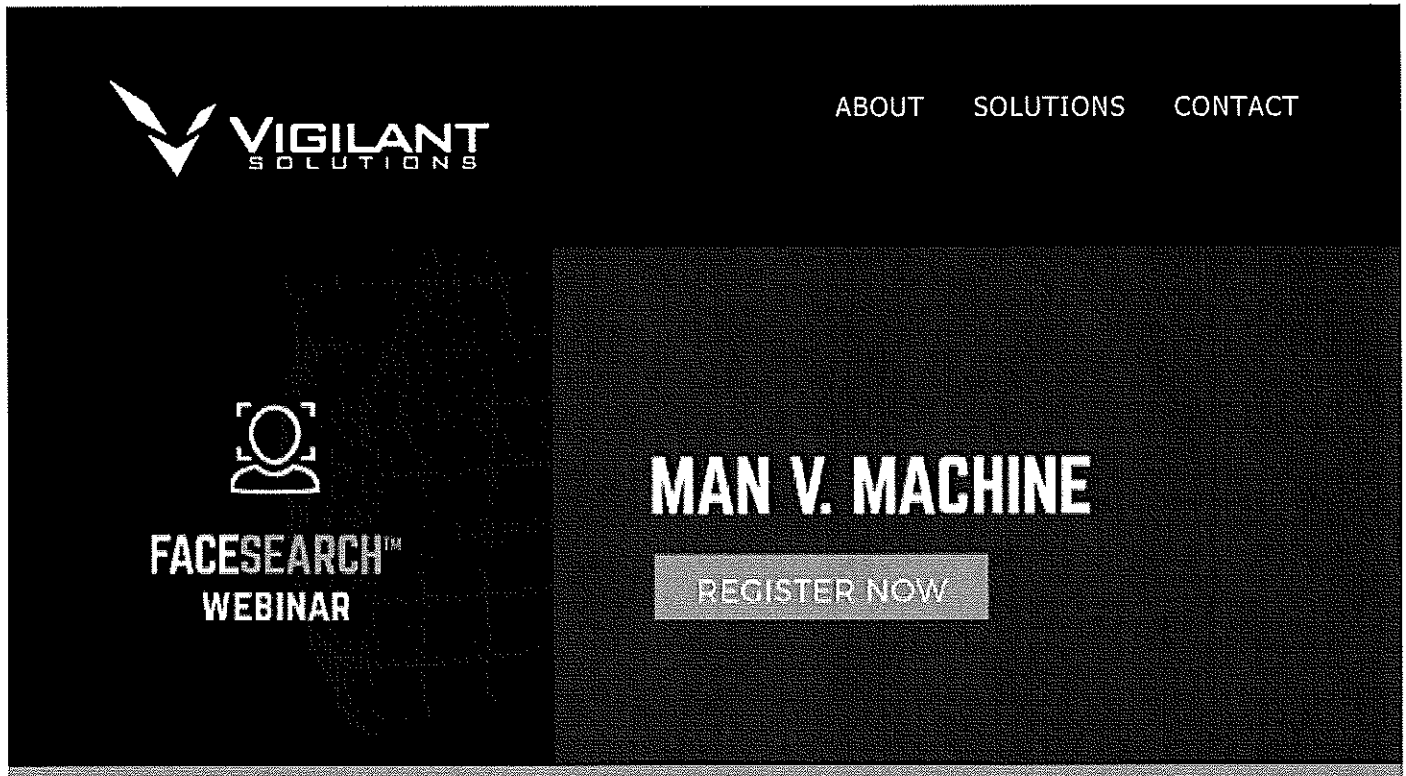 VIGILANT
SOLUTIONS
ABOUT SOLUTIONS CONTACT
FACESEARCH™
WEBINAR
MAN V. MACHINE
REGISTER NOW